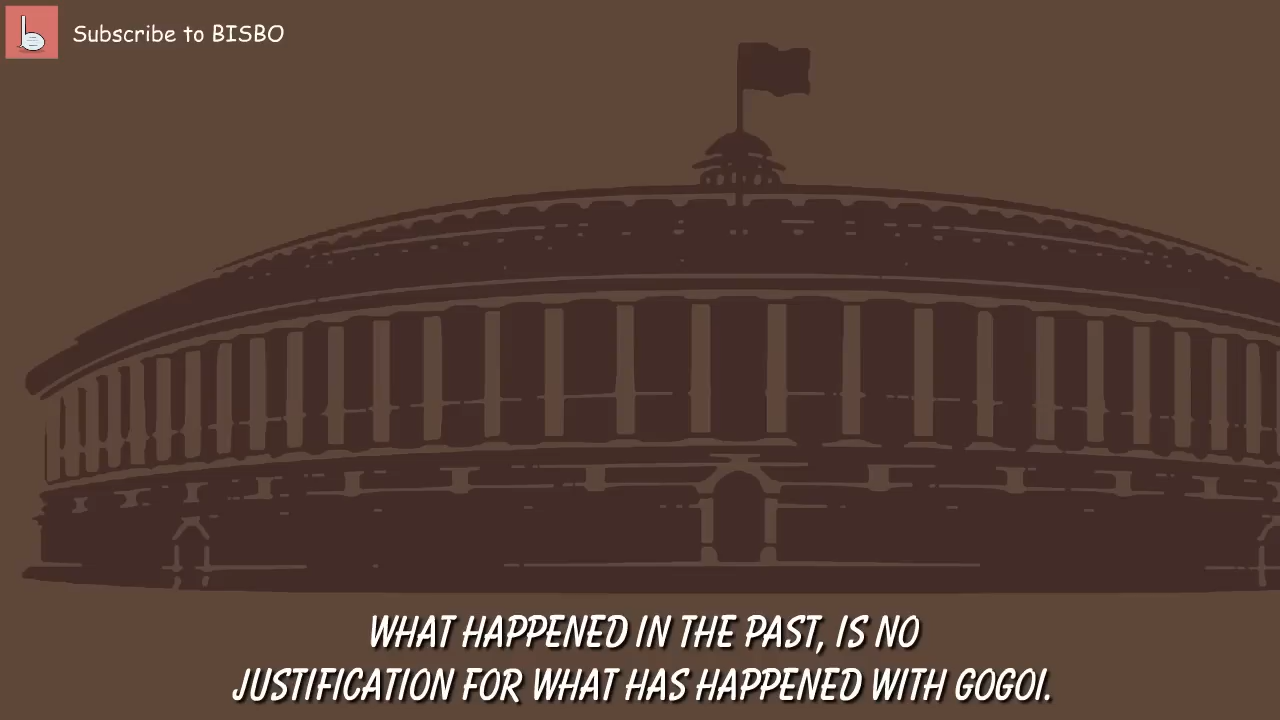 Subscribe to BISBO
WHAT HAPPENED IN THE PAST, IS NO
JUSTIFICATION FOR WHAT HAS HAPPENED WITH GOGOI.